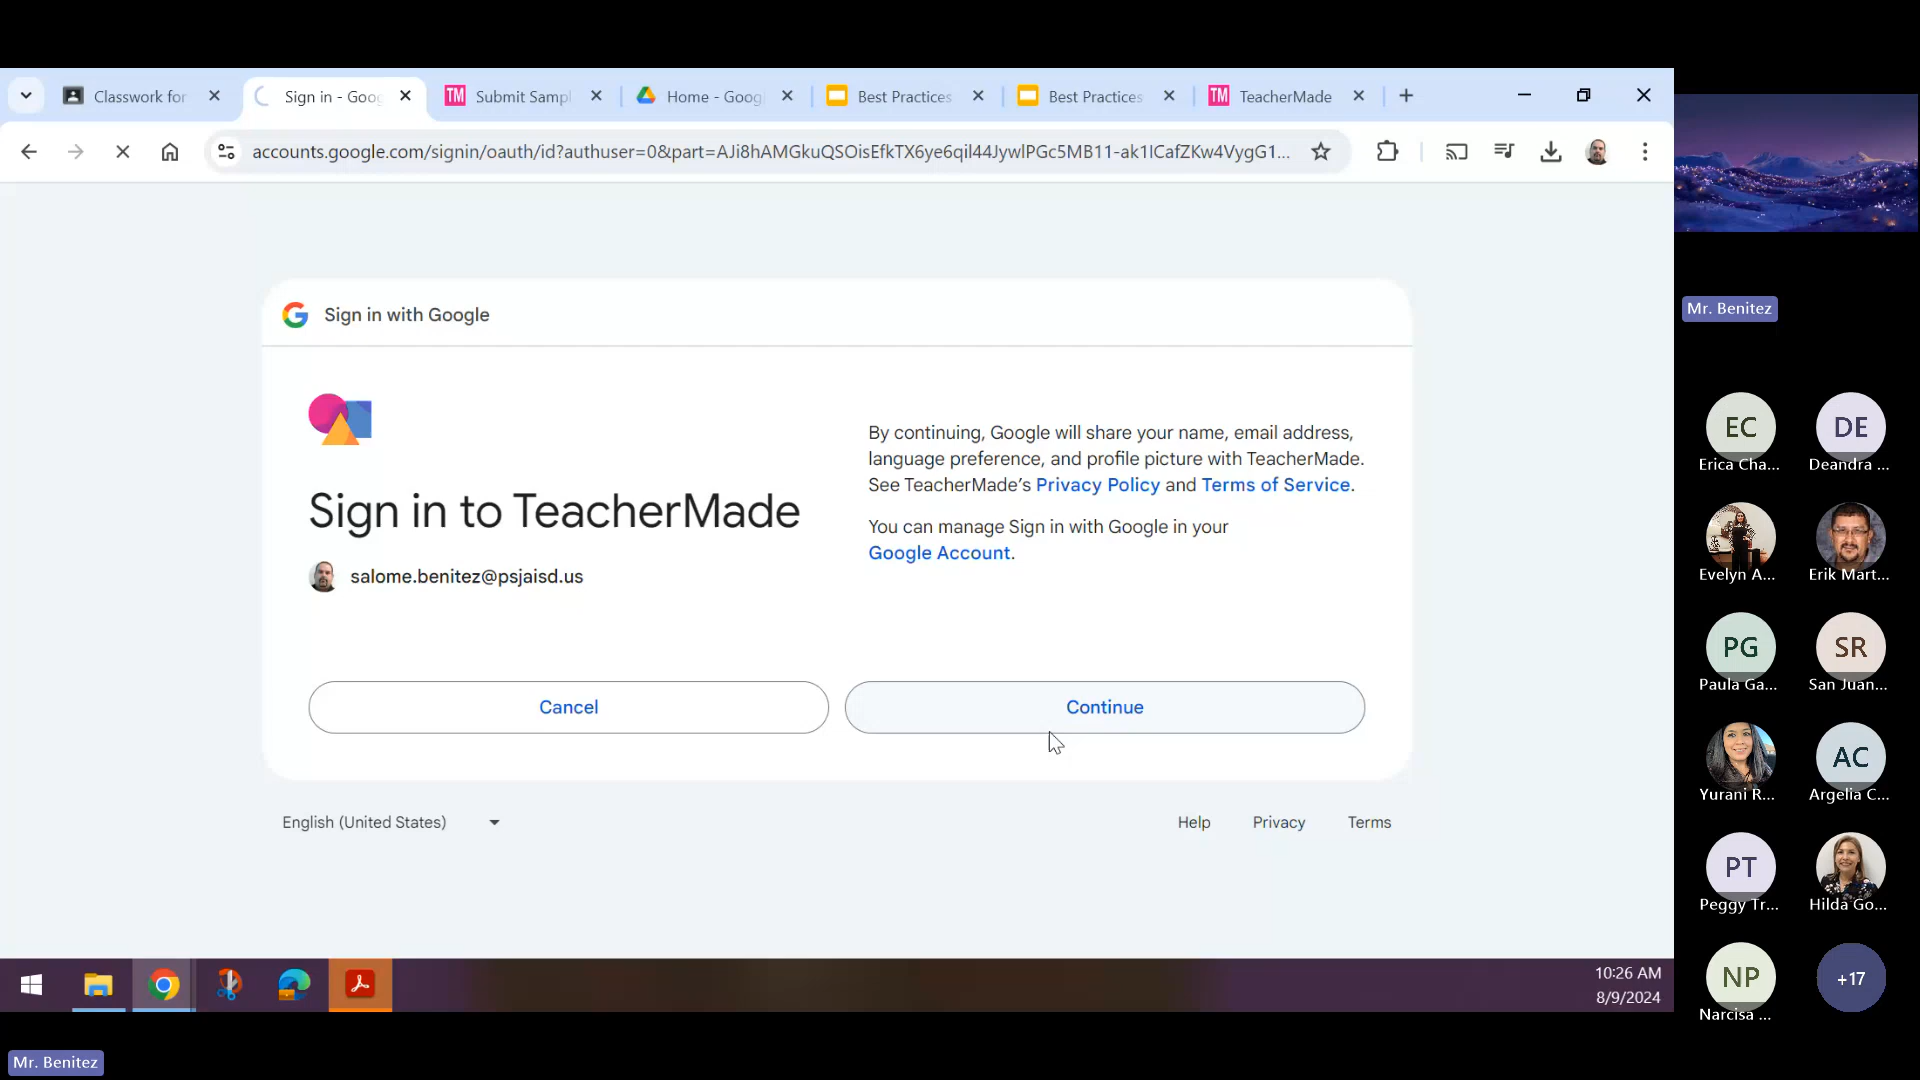 Classwork for
Sign in - Goog
TM
Submit Sampl
Home - Goog
Best Practices
Best Practices
TM
TeacherMade
accounts.google.com/signin/oauth/id?authuser=0&part=AJi8hAMGkuQSOisEfkTX6ye6qil44JywlPGc5MB11-ak1lCafZKw4VygG1...
Sign in with Google
Sign in to TeacherMade
salome.benitez@psjaisd.us
By continuing, Google will share your name, email address,
language preference, and profile picture with TeacherMade.
See TeacherMade’s Privacy Policy and Terms of Service.
You can manage Sign in with Google in your
Google Account.
Cancel
Continue
English (United States)
Help
Privacy
Terms
10:26 AM
8/9/2024
Mr. Benitez
Mr. Benitez
EC
Erica Cha...
DE
Deandra ...
Evelyn A...
Erik Mart...
PG
Paula Ga...
SR
San Juan...
Yurani R...
AC
Argelia C...
PT
Peggy Tr...
Hilda Go...
NP
Narcisa ...
+17